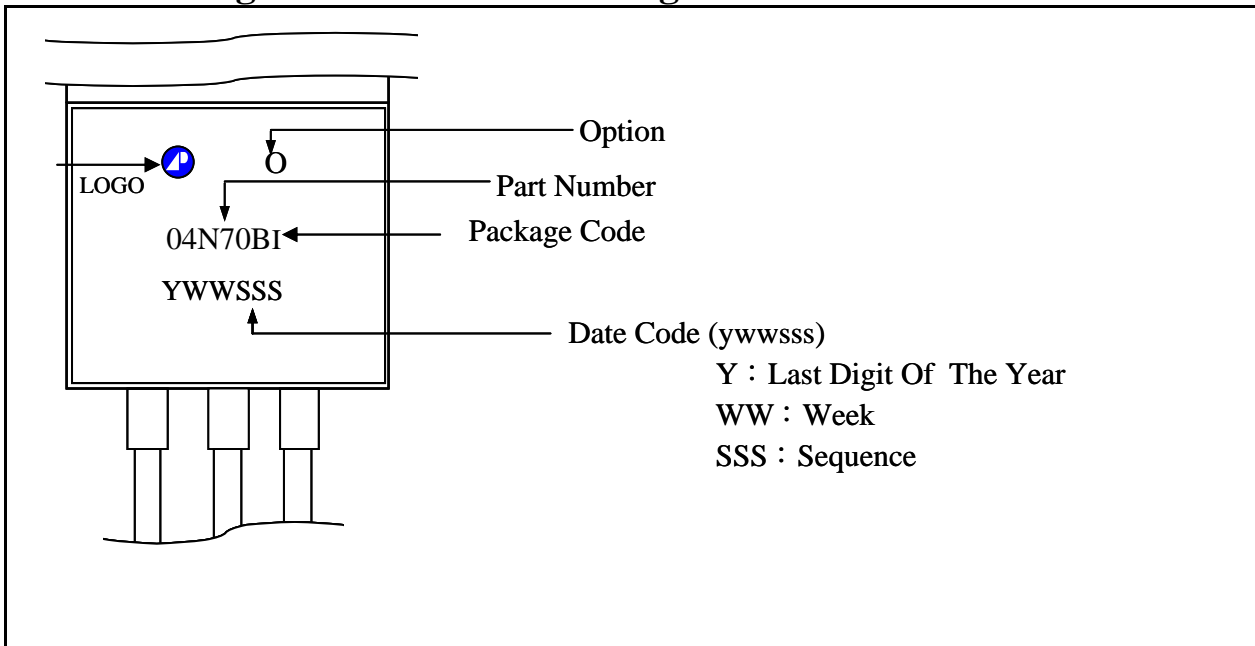 Option
O
LOGO
Part Number
04N70BI
Package Code
YWWSSS
Date Code (ywwsss)
Y：Last Digit Of The Year
WW：Week
SSS：Sequence